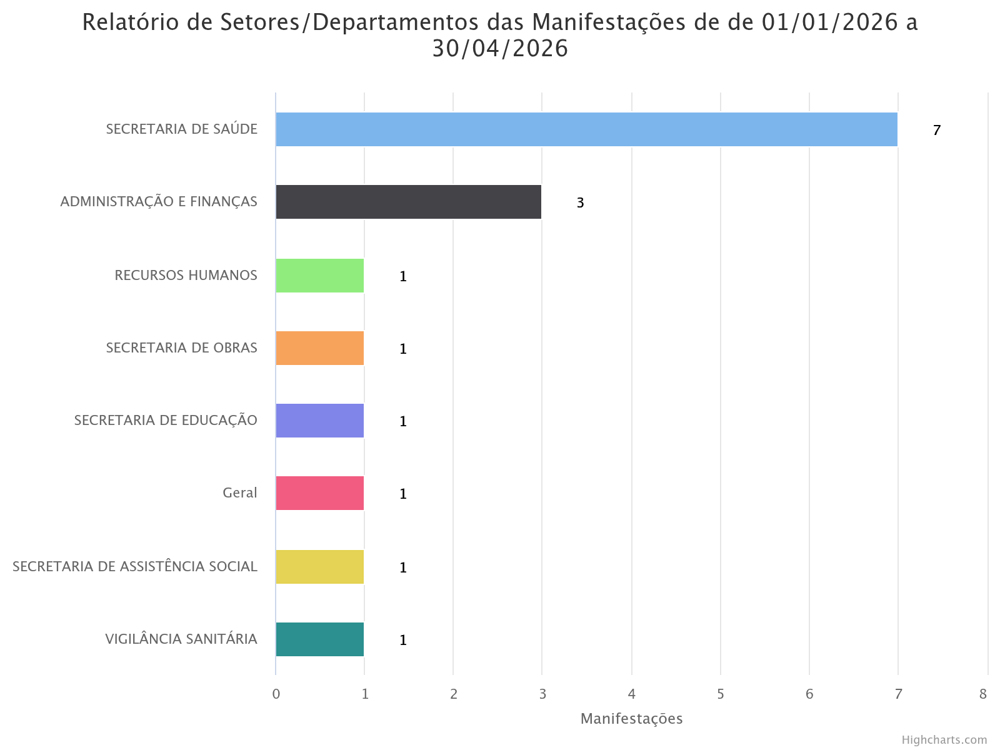 Relatório de Setores/Departamentos das Manifestações de de 01/01/2026 a
30/04/2026
SECRETARIA DE SAÚDE
7
ADMINISTRAÇÃO E FINANÇAS
3
RECURSOS HUMANOS
1
SECRETARIA DE OBRAS
1
SECRETARIA DE EDUCAÇÃO
1
Geral
1
SECRETARIA DE ASSISTÊNCIA SOCIAL
1
VIGILÂNCIA SANITÁRIA
1
0 1 2 3 4 5 6 7 8
Manifestações
Highcharts.com